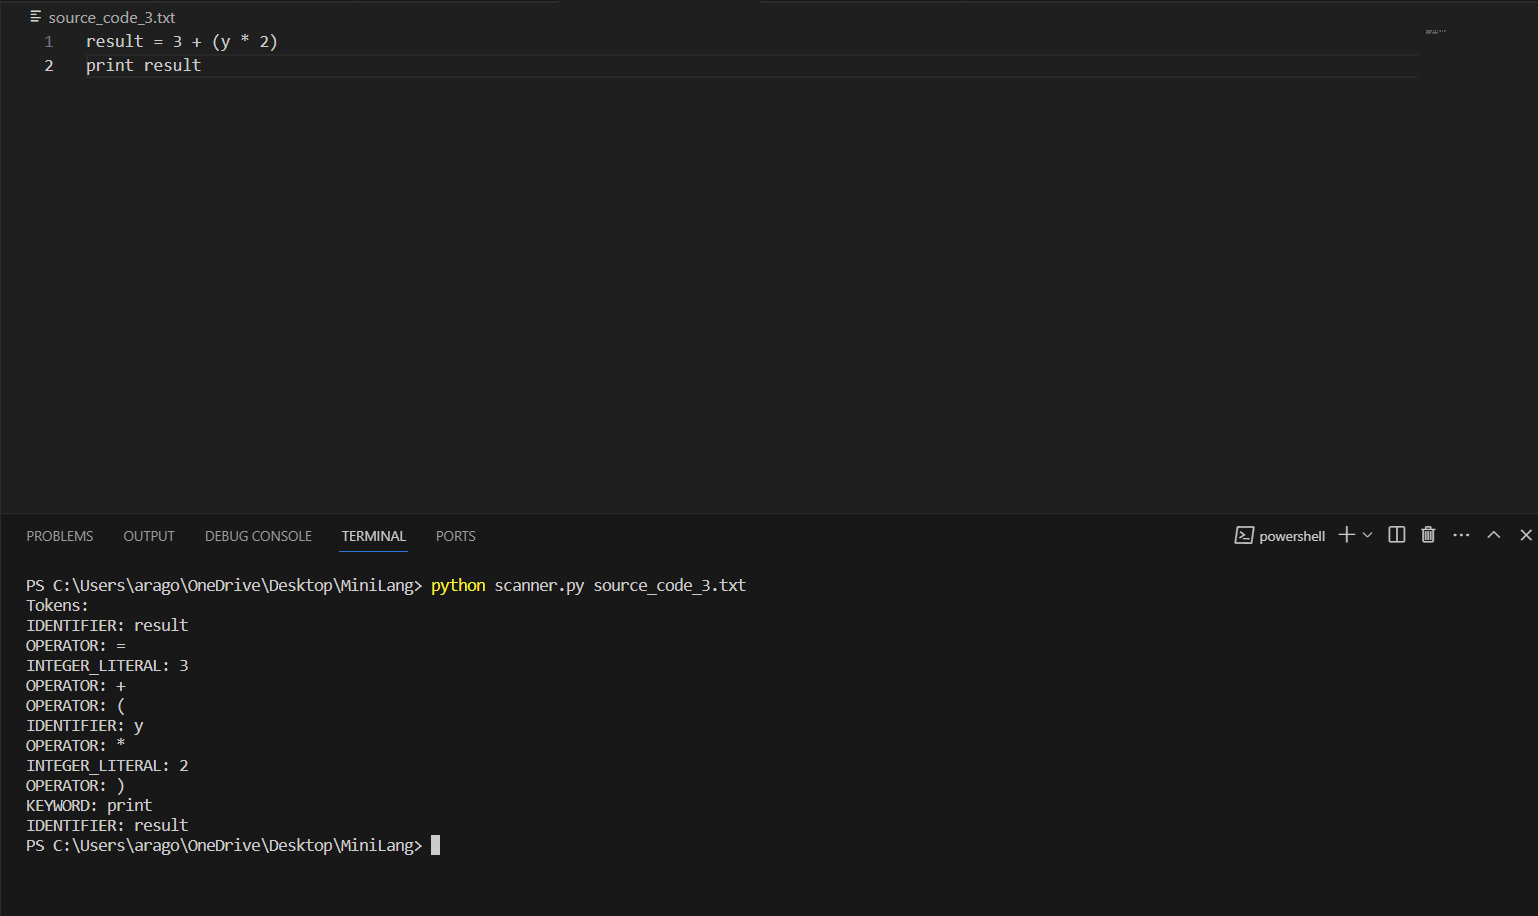 source_code_3.txt
1 result = 3 + (y * 2)
2 print result
PROBLEMS OUTPUT DEBUG CONSOLE TERMINAL PORTS powershell
PS C:\Users\arago\OneDrive\Desktop\MiniLang> python scanner.py source_code_3.txt
Tokens:
IDENTIFIER: result
OPERATOR: =
INTEGER_LITERAL: 3
OPERATOR: +
OPERATOR: (
IDENTIFIER: y
OPERATOR: *
INTEGER_LITERAL: 2
OPERATOR: )
KEYWORD: print
IDENTIFIER: result
PS C:\Users\arago\OneDrive\Desktop\MiniLang>